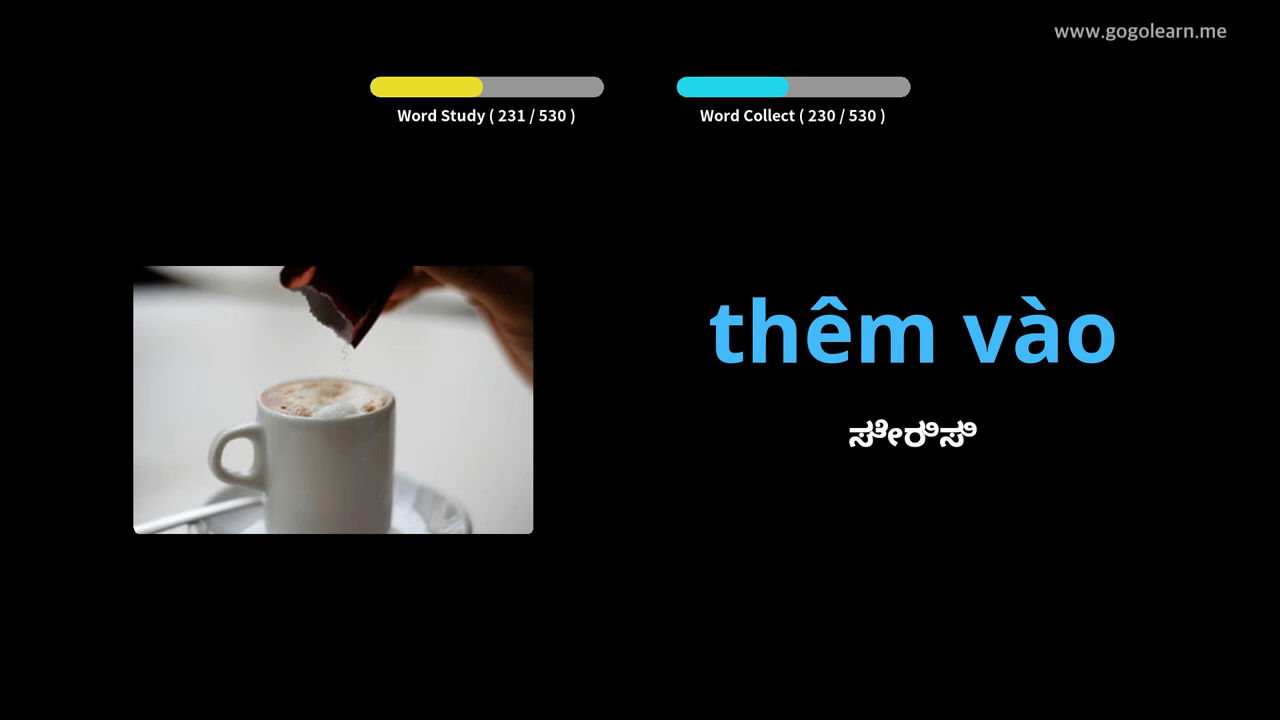 www.gogolearn.me
Word Study ( 231 / 530 )
Word Collect ( 230 / 530 )
thêm vào
ಸೇರಿಸಿ